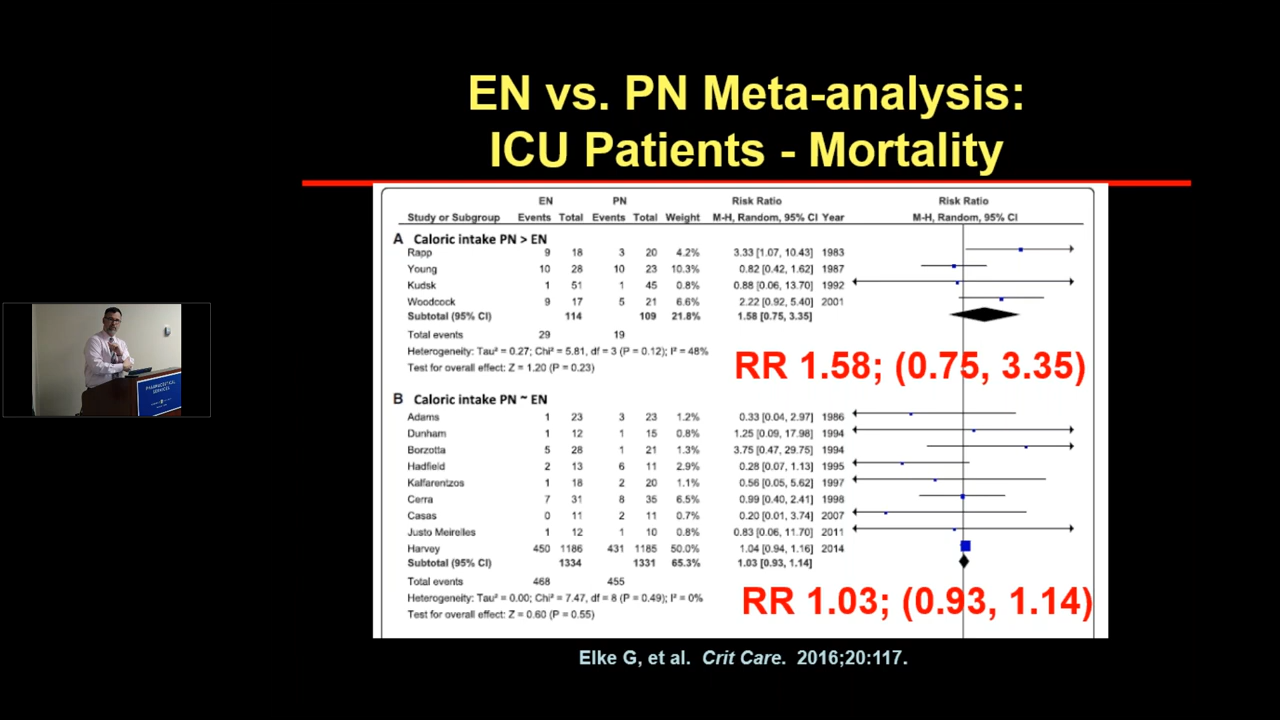 EN vs. PN Meta-analysis:
ICU Patients - Mortality
EN PN Risk Ratio Risk Ratio
Study or Subgroup Events Total Events Total Weight M-H, Random, 95% CI Year M-H, Random, 95% CI
A Caloric intake PN > EN
Rapp 9 18 3 20 4.2% 3.33 [1.07, 10.43] 1983
Young 10 28 10 23 10.3% 0.82 [0.42, 1.62] 1987
Kudsk 1 51 1 45 0.8% 0.88 [0.06, 13.70] 1992
Woodcock 9 17 5 21 6.6% 2.22 [0.92, 5.40] 2001
Subtotal (95% CI) 114 109 21.8% 1.58 [0.75, 3.35]
Total events 29 19
Heterogeneity: Tau² = 0.27; Chi² = 5.81, df = 3 (P = 0.12); I² = 48%
Test for overall effect: Z = 1.20 (P = 0.23)
RR 1.58; (0.75, 3.35)
B Caloric intake PN ~ EN
Adams 1 23 3 23 1.2% 0.33 [0.04, 2.97] 1986
Dunham 1 12 1 15 0.8% 1.25 [0.09, 17.98] 1994
Borzotta 5 28 1 21 1.3% 3.75 [0.47, 29.75] 1994
Hadfield 2 13 6 11 2.9% 0.28 [0.07, 1.13] 1995
Kalfarentzos 1 18 2 20 1.1% 0.56 [0.05, 5.62] 1997
Cerra 7 31 8 35 6.5% 0.99 [0.40, 2.41] 1998
Casas 0 11 2 11 0.7% 0.20 [0.01, 3.74] 2007
Justo Meirelles 1 12 1 10 0.8% 0.83 [0.06, 11.70] 2011
Harvey 450 1186 431 1185 50.0% 1.04 [0.94, 1.16] 2014
Subtotal (95% CI) 1334 1331 65.3% 1.03 [0.93, 1.14]
Total events 468 455
Heterogeneity: Tau² = 0.00; Chi² = 7.47, df = 8 (P = 0.49); I² = 0%
Test for overall effect: Z = 0.60 (P = 0.55)
RR 1.03; (0.93, 1.14)
Elke G, et al. Crit Care. 2016;20:117.
PHARMACEUTICAL
SERVICES